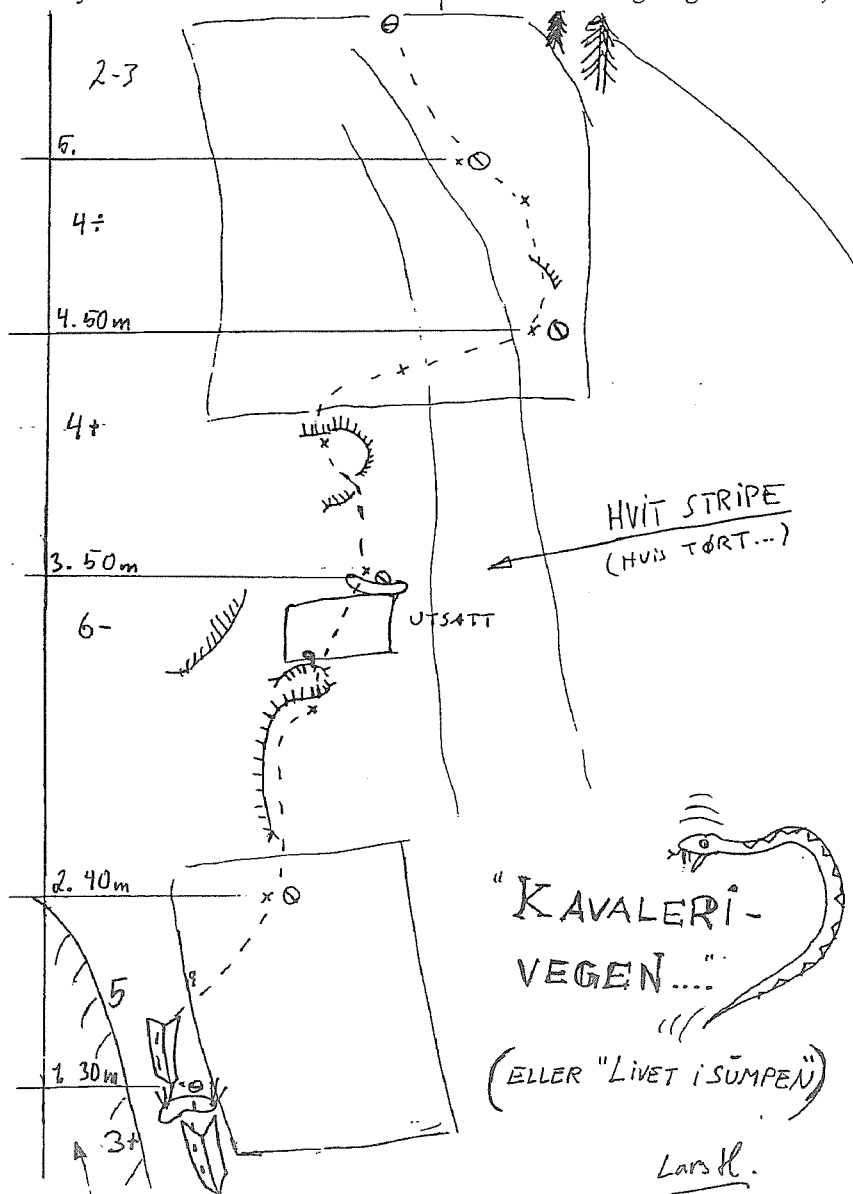 2-3
5.
4÷
4. 50m
4+
HVIT STRIPE
(HVIS TØRT...)
3. 50m
6-
UTSATT
2. 40m
"KAVALERI-
VEGEN...."
5
(ELLER "LIVET I SÜMPEN")
1. 30m
3+
Lars H.